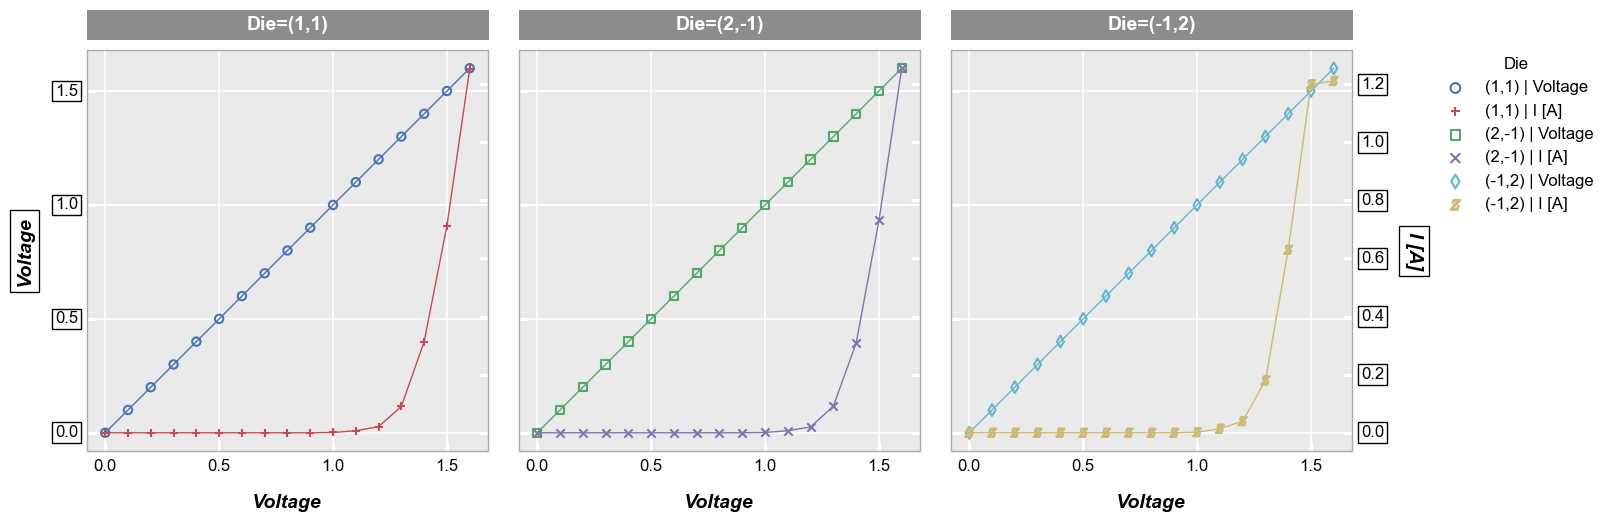 Die=(1,1)
Die=(2,-1)
Die=(-1,2)
Voltage
1.5
1.0
0.5
0.0
0.0
0.5
1.0
1.5
Voltage
0.0
0.5
1.0
1.5
Voltage
0.0
0.5
1.0
1.5
Voltage
1.2
1.0
0.8
0.6
0.4
0.2
0.0
I [A]
Die
(1,1) | Voltage
(1,1) | I [A]
(2,-1) | Voltage
(2,-1) | I [A]
(-1,2) | Voltage
(-1,2) | I [A]